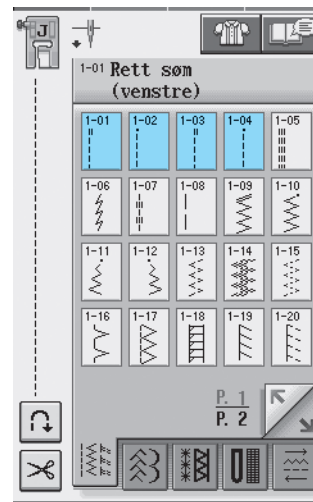 J
1-01 Rett søm
(venstre)
1-01 1-02 1-03 1-04 1-05
1-06 1-07 1-08 1-09 1-10
1-11 1-12 1-13 1-14 1-15
1-16 1-17 1-18 1-19 1-20
P. 1
P. 2